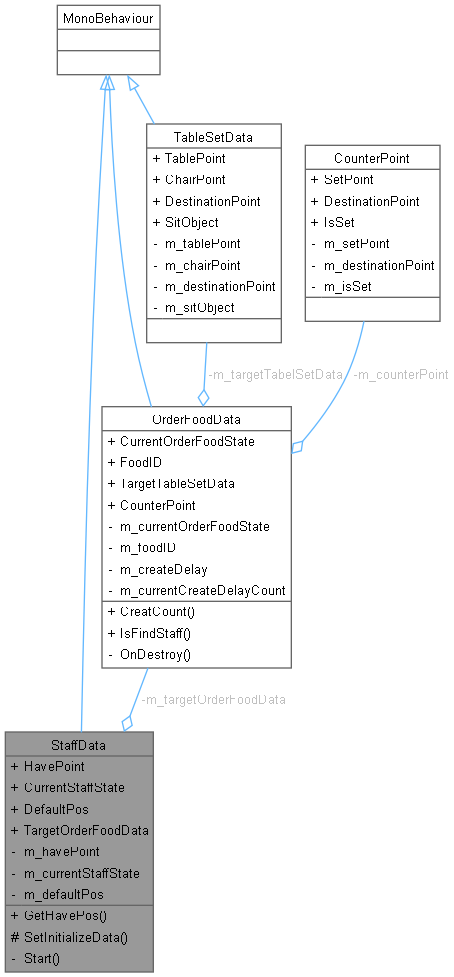 MonoBehaviour
TableSetData
+ TablePoint
+ ChairPoint
+ DestinationPoint
+ SitObject
- m_tablePoint
- m_chairPoint
- m_destinationPoint
- m_sitObject
CounterPoint
+ SetPoint
+ DestinationPoint
+ IsSet
- m_setPoint
- m_destinationPoint
- m_isSet
-m_targetTabelSetData
-m_counterPoint
OrderFoodData
+ CurrentOrderFoodState
+ FoodID
+ TargetTableSetData
+ CounterPoint
- m_currentOrderFoodState
- m_foodID
- m_createDelay
- m_currentCreateDelayCount
+ CreatCount()
+ IsFindStaff()
- OnDestroy()
-m_targetOrderFoodData
StaffData
+ HavePoint
+ CurrentStaffState
+ DefaultPos
+ TargetOrderFoodData
- m_havePoint
- m_currentStaffState
- m_defaultPos
+ GetHavePos()
# SetInitializeData()
- Start()